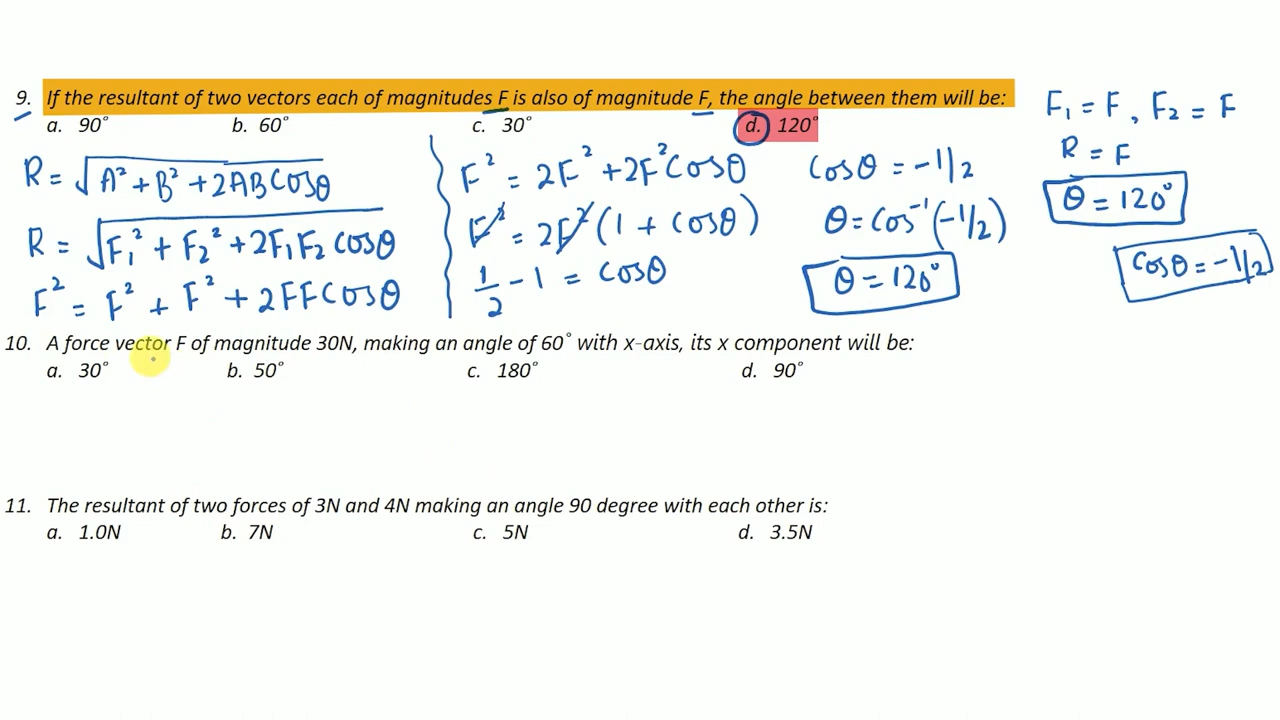 9. If the resultant of two vectors each of magnitudes F is also of magnitude F, the angle between them will be:
a. 90° b. 60° c. 30° d. 120°
R = √A² + B² + 2ABCosθ
R = √F₁² + F₂² + 2F₁F₂ cosθ
F² = F² + F² + 2FFCosθ
F² = 2F² + 2F²Cosθ
F² = 2F² (1 + cosθ)
1/2 - 1 = cosθ
Cosθ = -1/2
θ = cos⁻¹(-1/2)
θ = 120°
F₁ = F, F₂ = F
R = F
θ = 120°
Cosθ = -1/2
10. A force vector F of magnitude 30N, making an angle of 60° with x-axis, its x component will be:
a. 30° b. 50° c. 180° d. 90°
11. The resultant of two forces of 3N and 4N making an angle 90 degree with each other is:
a. 1.0N b. 7N c. 5N d. 3.5N